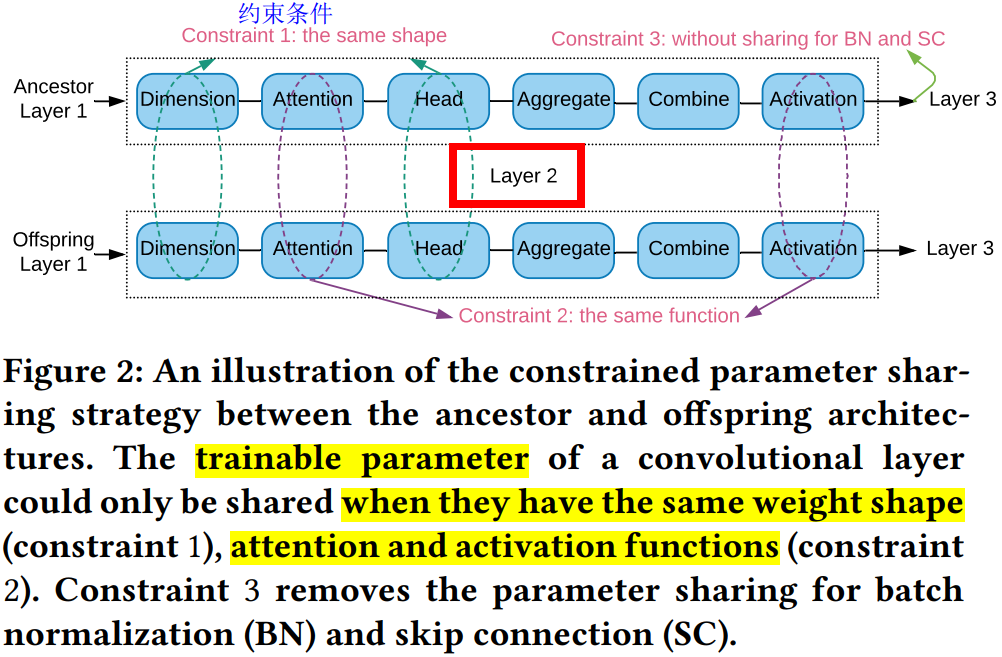 约束条件
Constraint 1: the same shape
Constraint 3: without sharing for BN and SC
Ancestor
Layer 1
Dimension
Attention
Head
Aggregate
Combine
Activation
Layer 3
Layer 2
Offspring
Layer 1
Dimension
Attention
Head
Aggregate
Combine
Activation
Layer 3
Constraint 2: the same function
Figure 2: An illustration of the constrained parameter shar-
ing strategy between the ancestor and offspring architec-
tures. The trainable parameter of a convolutional layer
could only be shared when they have the same weight shape
(constraint 1), attention and activation functions (constraint
2). Constraint 3 removes the parameter sharing for batch
normalization (BN) and skip connection (SC).